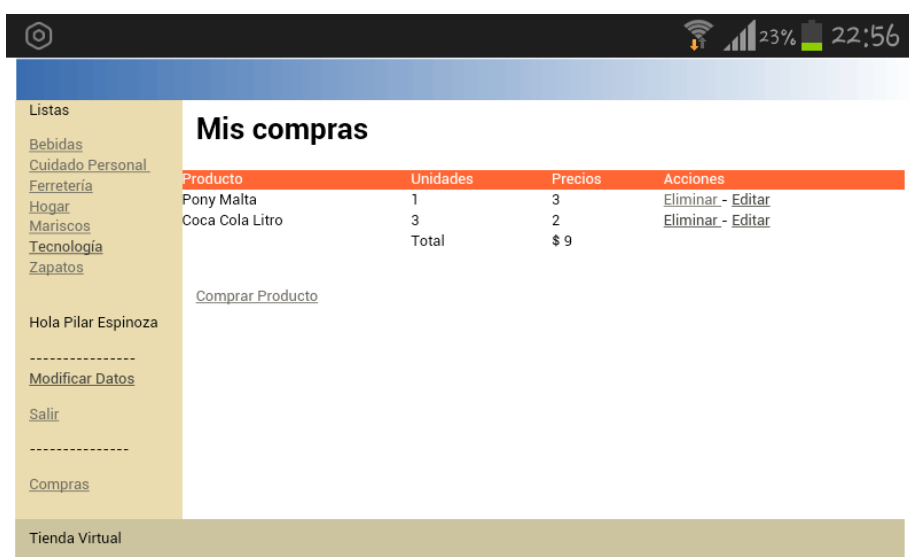 23% 22:56
Listas
Bebidas
Cuidado Personal
Ferretería
Hogar
Mariscos
Tecnología
Zapatos
Hola Pilar Espinoza
----------------
Modificar Datos
Salir
---------------
Compras
Mis compras
Producto Unidades Precios Acciones
Pony Malta 1 3 Eliminar - Editar
Coca Cola Litro 3 2 Eliminar - Editar
Total $ 9
Comprar Producto
Tienda Virtual